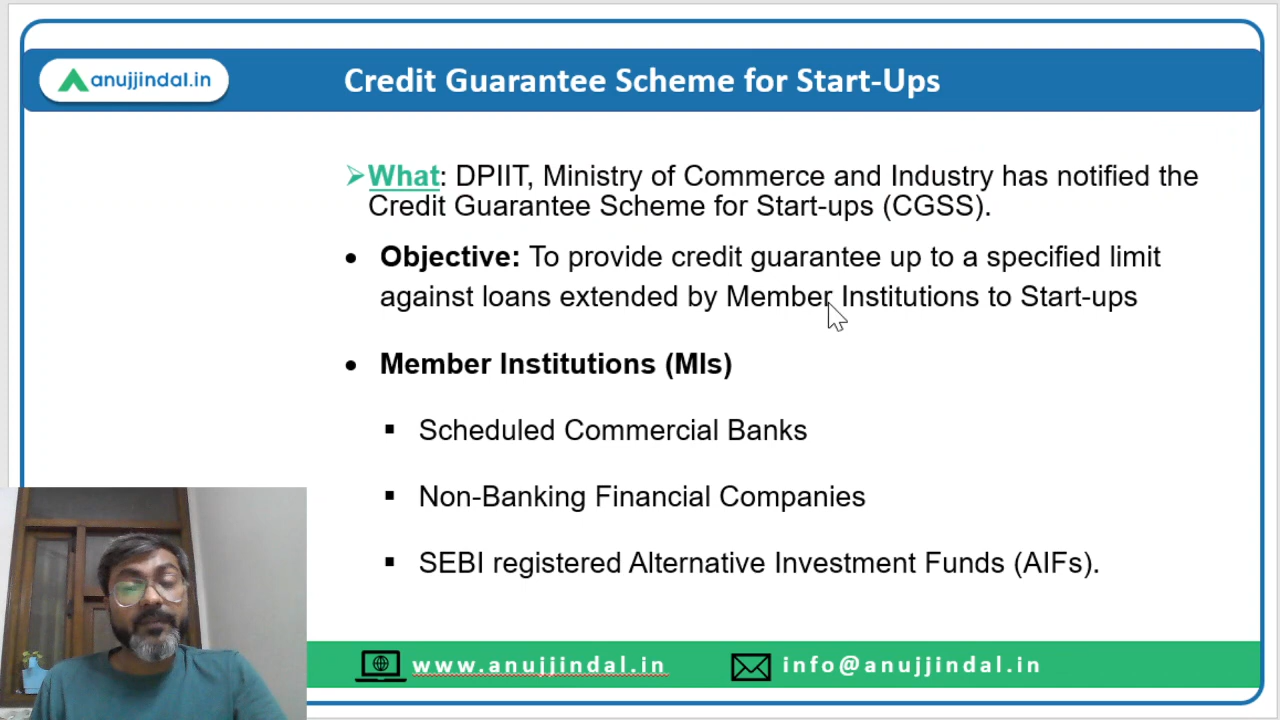 anujjindal.in
Credit Guarantee Scheme for Start-Ups
➢What: DPIIT, Ministry of Commerce and Industry has notified the
Credit Guarantee Scheme for Start-ups (CGSS).
• Objective: To provide credit guarantee up to a specified limit
against loans extended by Member Institutions to Start-ups
• Member Institutions (MIs)
▪ Scheduled Commercial Banks
▪ Non-Banking Financial Companies
▪ SEBI registered Alternative Investment Funds (AIFs).
www.anujjindal.in
info@anujjindal.in